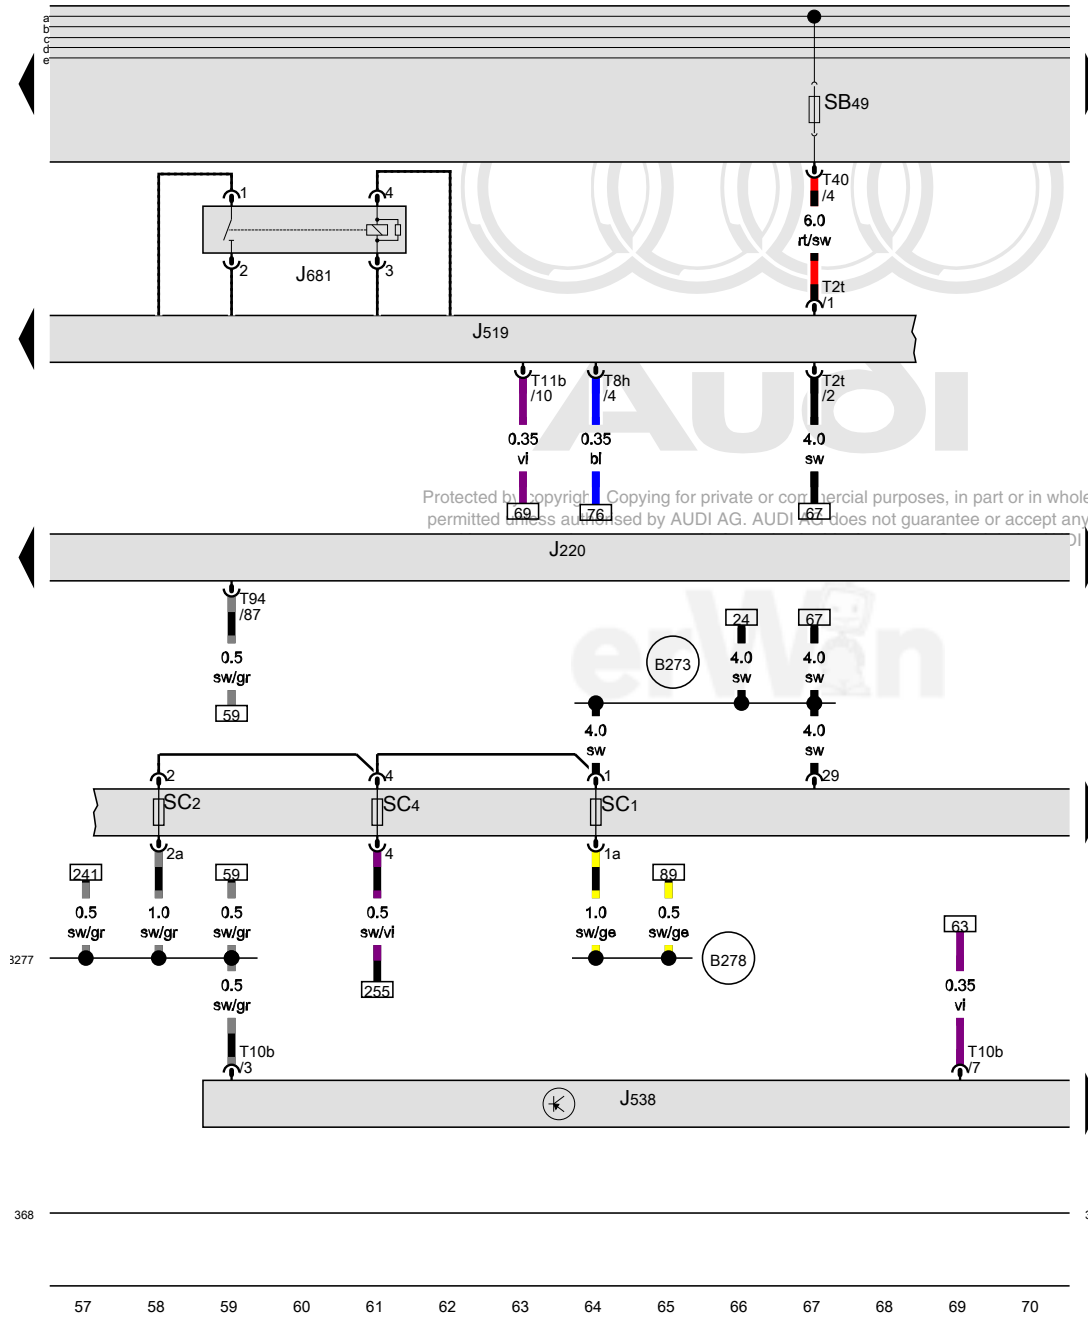 a
b
c
d
e
SB49
T40
/4
6.0
rt/sw
T2t
/1
1
4
2
3
J681
J519
T11b
/10
T8h
/4
T2t
/2
0.35
vi
0.35
bl
4.0
sw
Audi
69
76
67
Protected by copyright. Copying for private or commercial purposes, in part or in whole
permitted unless authorised by AUDI AG. AUDI AG does not guarantee or accept any
J220
T94
/87
0.5
sw/gr
59
erWin
24
67
B273
4.0
sw
4.0
sw
4.0
sw
4.0
sw
2
4
1
29
SC2
SC4
SC1
2a
4
1a
241
59
89
0.5
sw/gr
1.0
sw/gr
0.5
sw/gr
0.5
sw/vi
1.0
sw/ge
0.5
sw/ge
63
B278
255
0.5
sw/gr
0.35
vi
T10b
/3
T10b
/7
J538
368
57 58 59 60 61 62 63 64 65 66 67 68 69 70